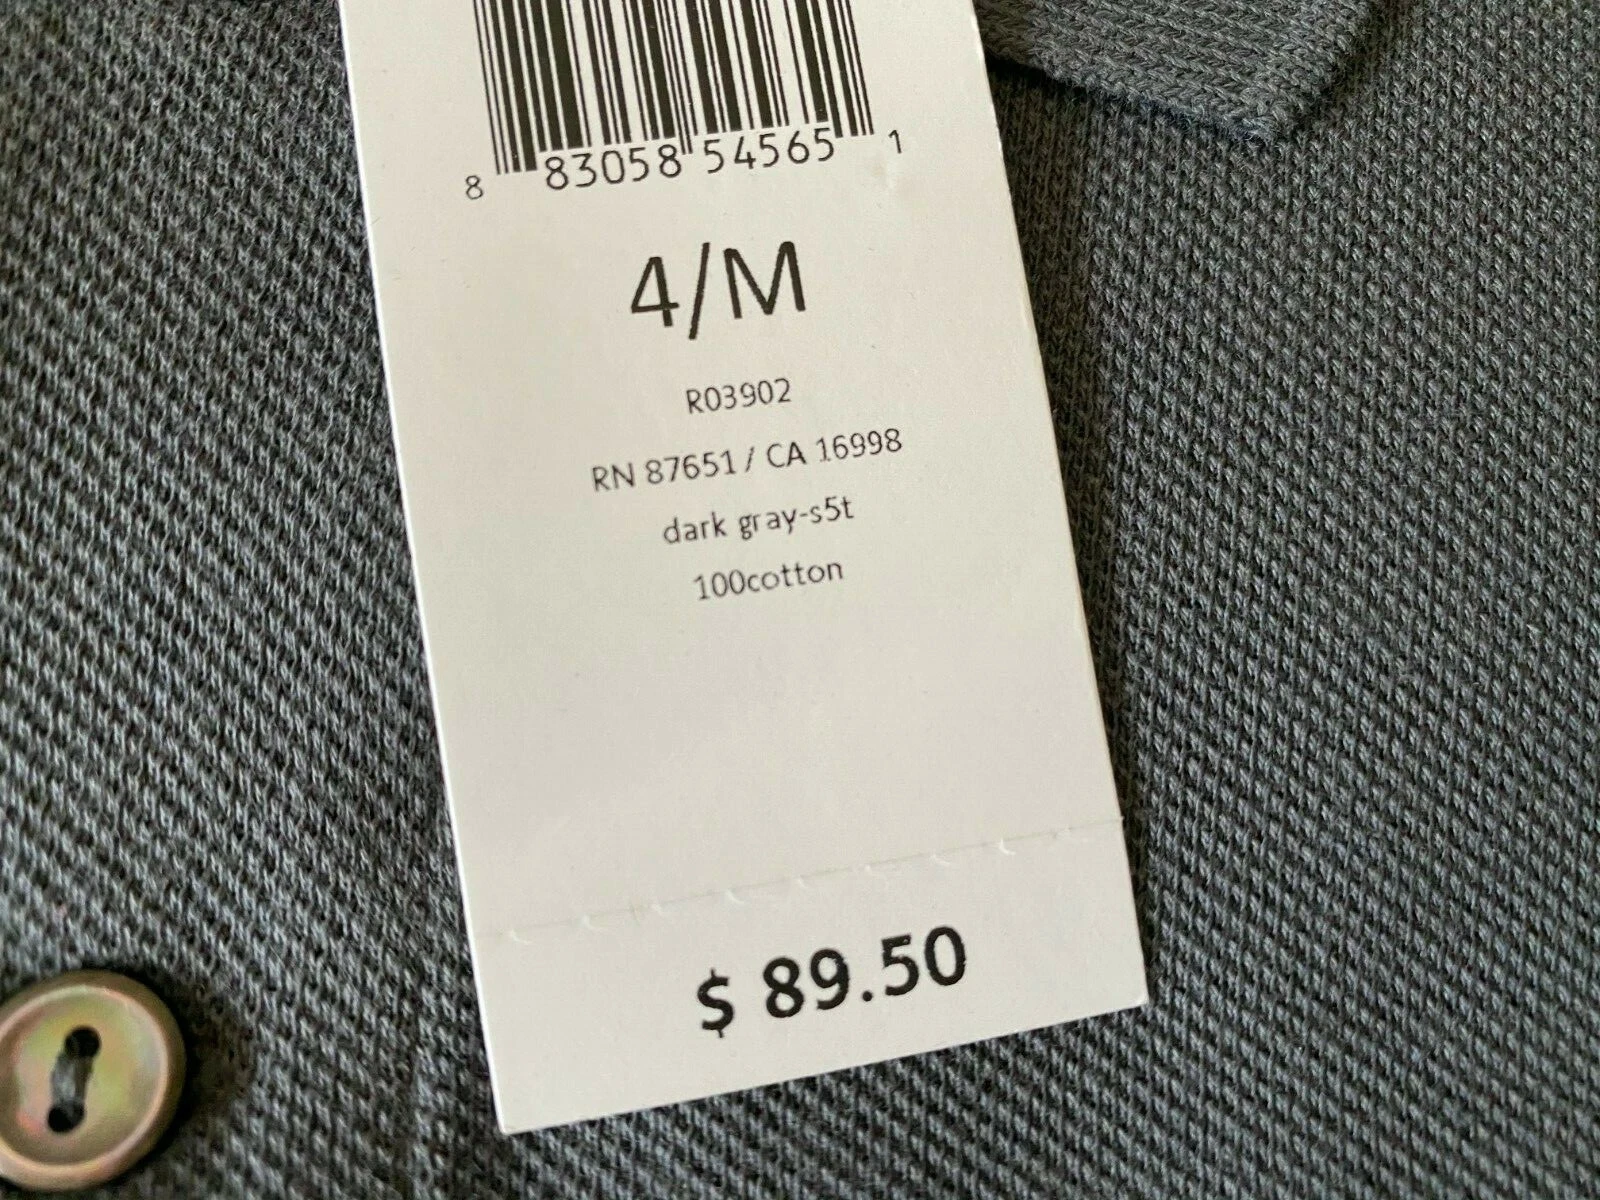 8 83058 54565 1
4/M
R03902
RN 87651 / CA 16998
dark gray-s5t
100cotton
$ 89.50